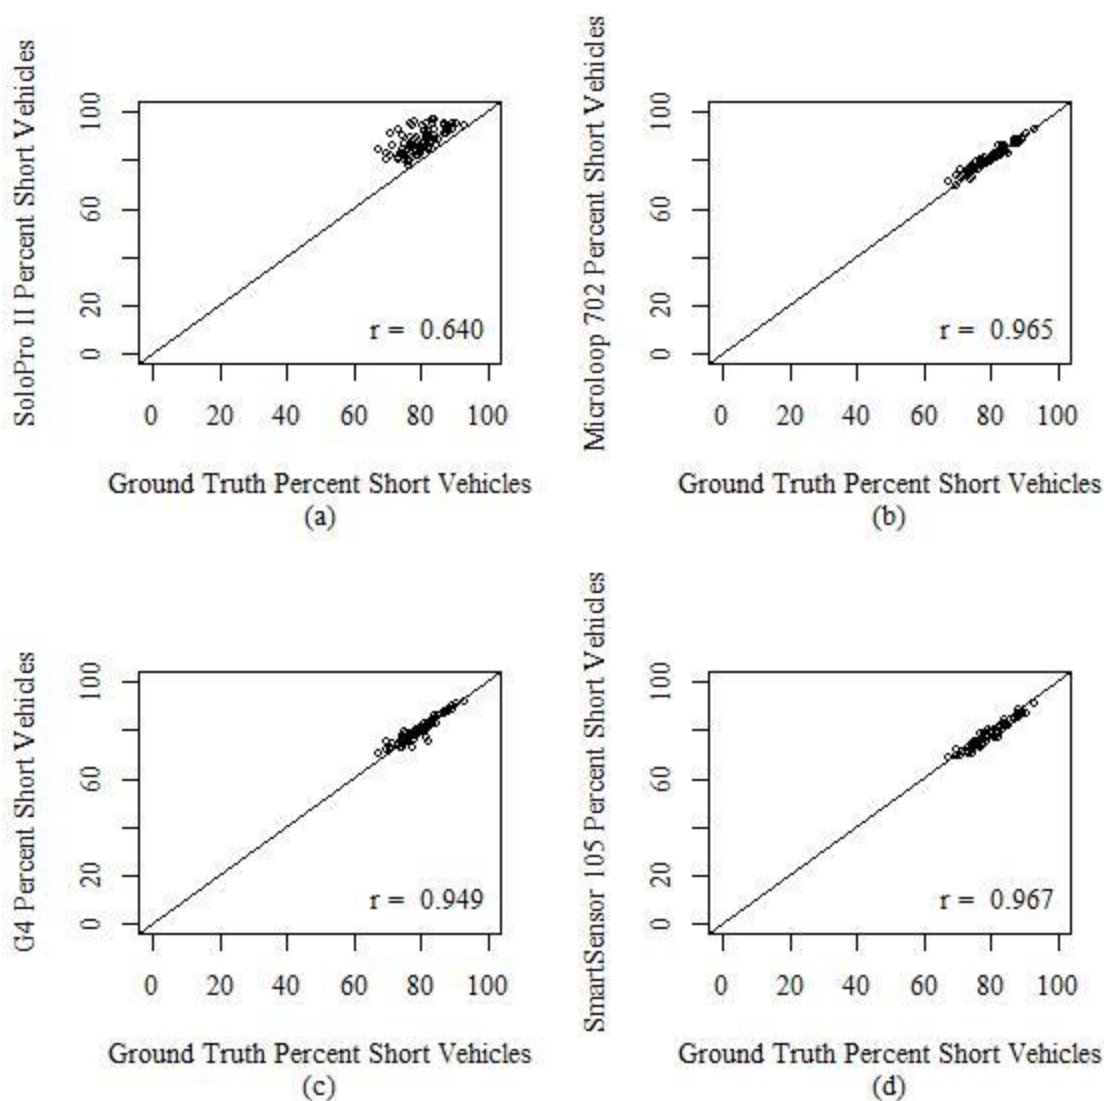 SoloPro II Percent Short Vehicles
100
60
20
0
r = 0.640
0 20 40 60 80 100
Ground Truth Percent Short Vehicles
(a)
Microloop 702 Percent Short Vehicles
100
60
20
0
r = 0.965
0 20 40 60 80 100
Ground Truth Percent Short Vehicles
(b)
G4 Percent Short Vehicles
100
60
20
0
r = 0.949
0 20 40 60 80 100
Ground Truth Percent Short Vehicles
(c)
SmartSensor 105 Percent Short Vehicles
100
60
20
0
r = 0.967
0 20 40 60 80 100
Ground Truth Percent Short Vehicles
(d)